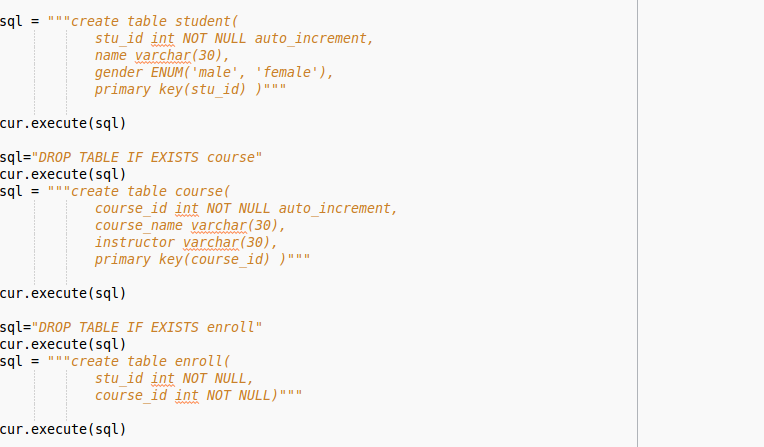 sql = """create table student(
stu_id int NOT NULL auto_increment,
name varchar(30),
gender ENUM('male', 'female'),
primary key(stu_id) )"""
cur.execute(sql)
sql="DROP TABLE IF EXISTS course"
cur.execute(sql)
sql = """create table course(
course_id int NOT NULL auto_increment,
course_name varchar(30),
instructor varchar(30),
primary key(course_id) )"""
cur.execute(sql)
sql="DROP TABLE IF EXISTS enroll"
cur.execute(sql)
sql = """create table enroll(
stu_id int NOT NULL,
course_id int NOT NULL)"""
cur.execute(sql)